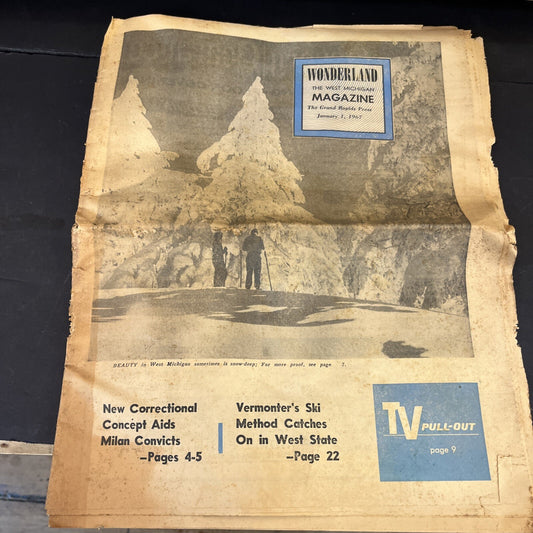 WONDERLAND
THE WEST MICHIGAN
MAGAZINE
The Grand Rapids Press
January 1, 1967
BEAUTY in West Michigan sometimes is snow-deep; For more proof, see page 2.
New Correctional
Concept Aids
Milan Convicts
—Pages 4-5
Vermonter's Ski
Method Catches
On in West State
—Page 22
TV PULL-OUT
page 9